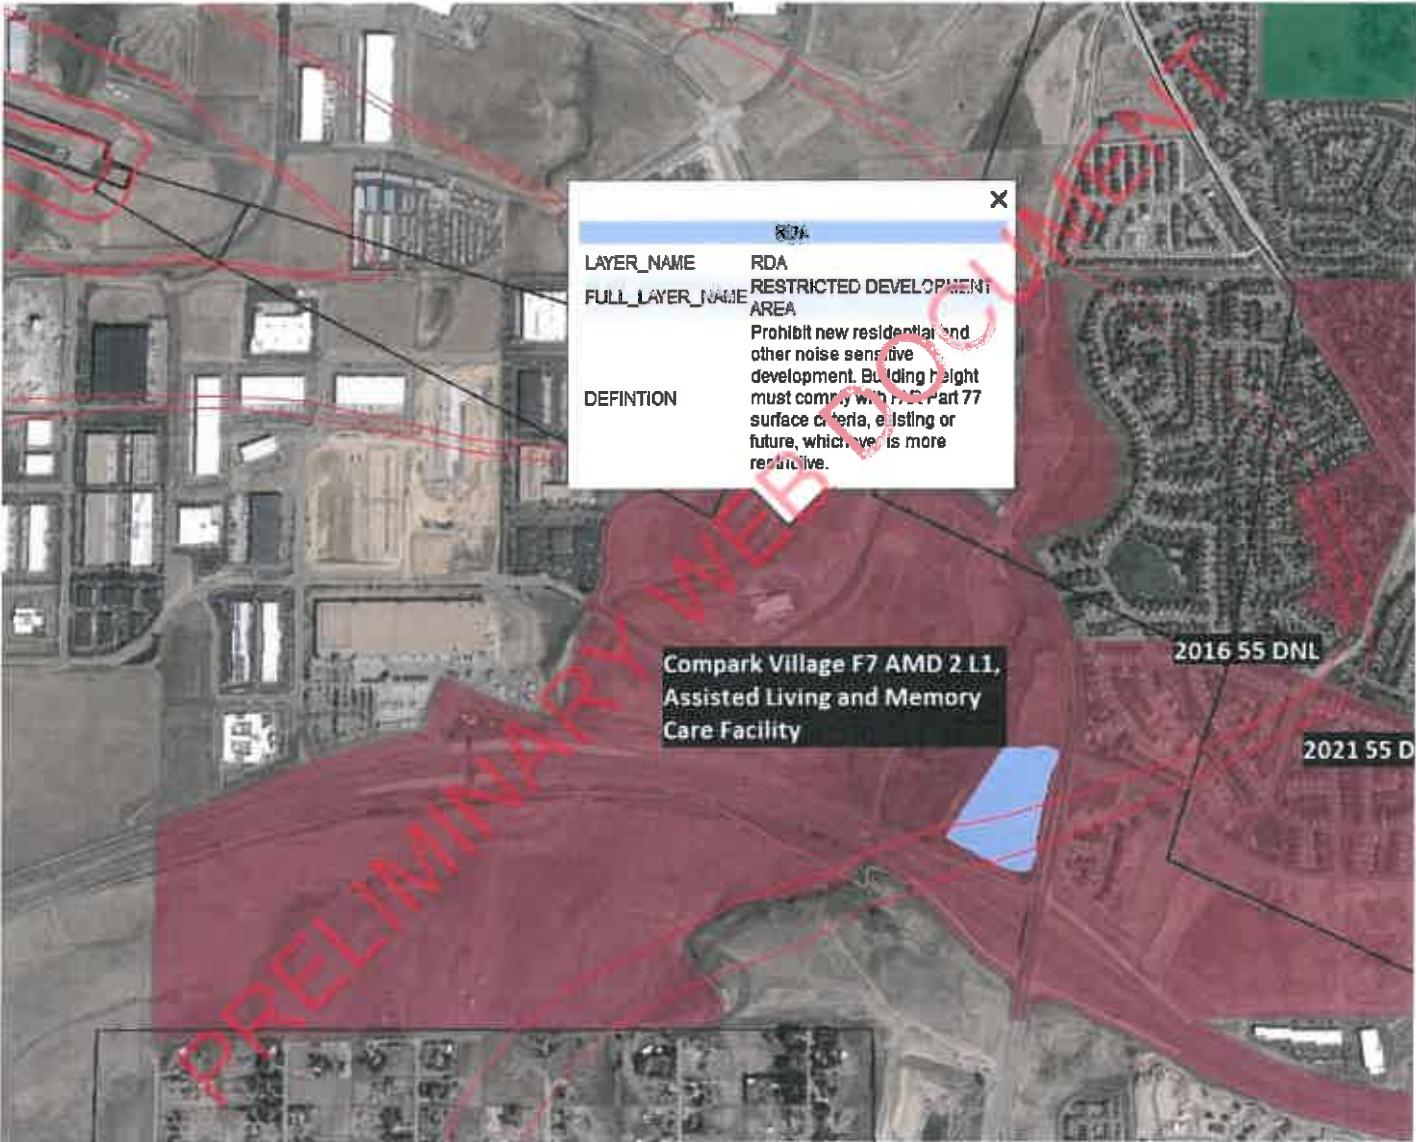 RDA
LAYER_NAME RDA
FULL_LAYER_NAME RESTRICTED DEVELOPMENT
AREA
DEFINTION Prohibit new residential and
other noise sensitive
development. Building height
must comply with FAR Part 77
surface criteria, existing or
future, whichever is more
restrictive.
PRELIMINARY WEB DOCUMENT
Compark Village F7 AMD 2 L1,
Assisted Living and Memory
Care Facility
2016 55 DNL
2021 55 D